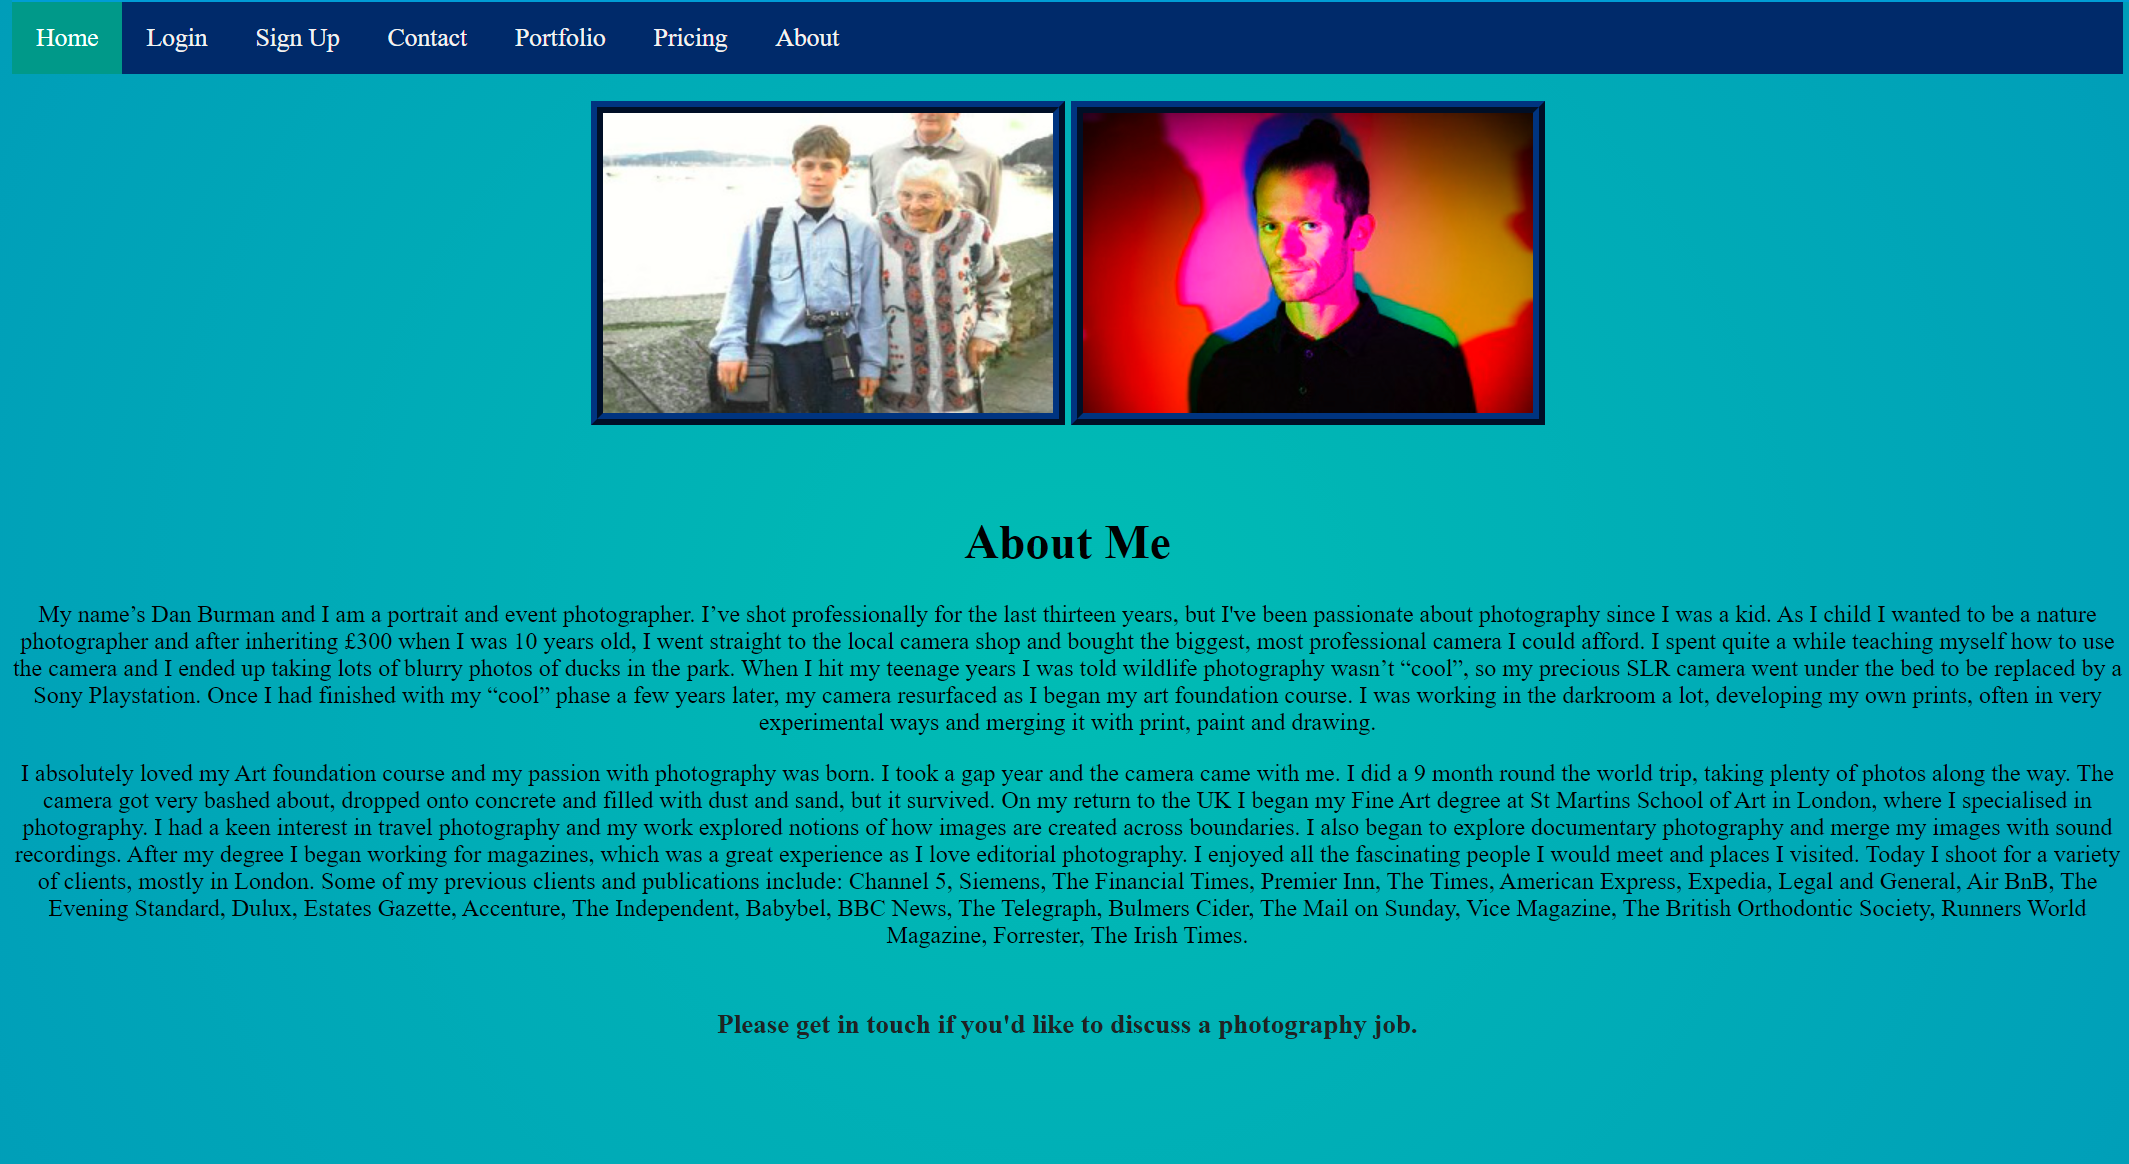 Home Login Sign Up Contact Portfolio Pricing About
About Me
My name’s Dan Burman and I am a portrait and event photographer. I’ve shot professionally for the last thirteen years, but I've been passionate about photography since I was a kid. As I child I wanted to be a nature
photographer and after inheriting £300 when I was 10 years old, I went straight to the local camera shop and bought the biggest, most professional camera I could afford. I spent quite a while teaching myself how to use
the camera and I ended up taking lots of blurry photos of ducks in the park. When I hit my teenage years I was told wildlife photography wasn’t “cool”, so my precious SLR camera went under the bed to be replaced by a
Sony Playstation. Once I had finished with my “cool” phase a few years later, my camera resurfaced as I began my art foundation course. I was working in the darkroom a lot, developing my own prints, often in very
experimental ways and merging it with print, paint and drawing.
I absolutely loved my Art foundation course and my passion with photography was born. I took a gap year and the camera came with me. I did a 9 month round the world trip, taking plenty of photos along the way. The
camera got very bashed about, dropped onto concrete and filled with dust and sand, but it survived. On my return to the UK I began my Fine Art degree at St Martins School of Art in London, where I specialised in
photography. I had a keen interest in travel photography and my work explored notions of how images are created across boundaries. I also began to explore documentary photography and merge my images with sound
recordings. After my degree I began working for magazines, which was a great experience as I love editorial photography. I enjoyed all the fascinating people I would meet and places I visited. Today I shoot for a variety
of clients, mostly in London. Some of my previous clients and publications include: Channel 5, Siemens, The Financial Times, Premier Inn, The Times, American Express, Expedia, Legal and General, Air BnB, The
Evening Standard, Dulux, Estates Gazette, Accenture, The Independent, Babybel, BBC News, The Telegraph, Bulmers Cider, The Mail on Sunday, Vice Magazine, The British Orthodontic Society, Runners World
Magazine, Forrester, The Irish Times.
Please get in touch if you'd like to discuss a photography job.